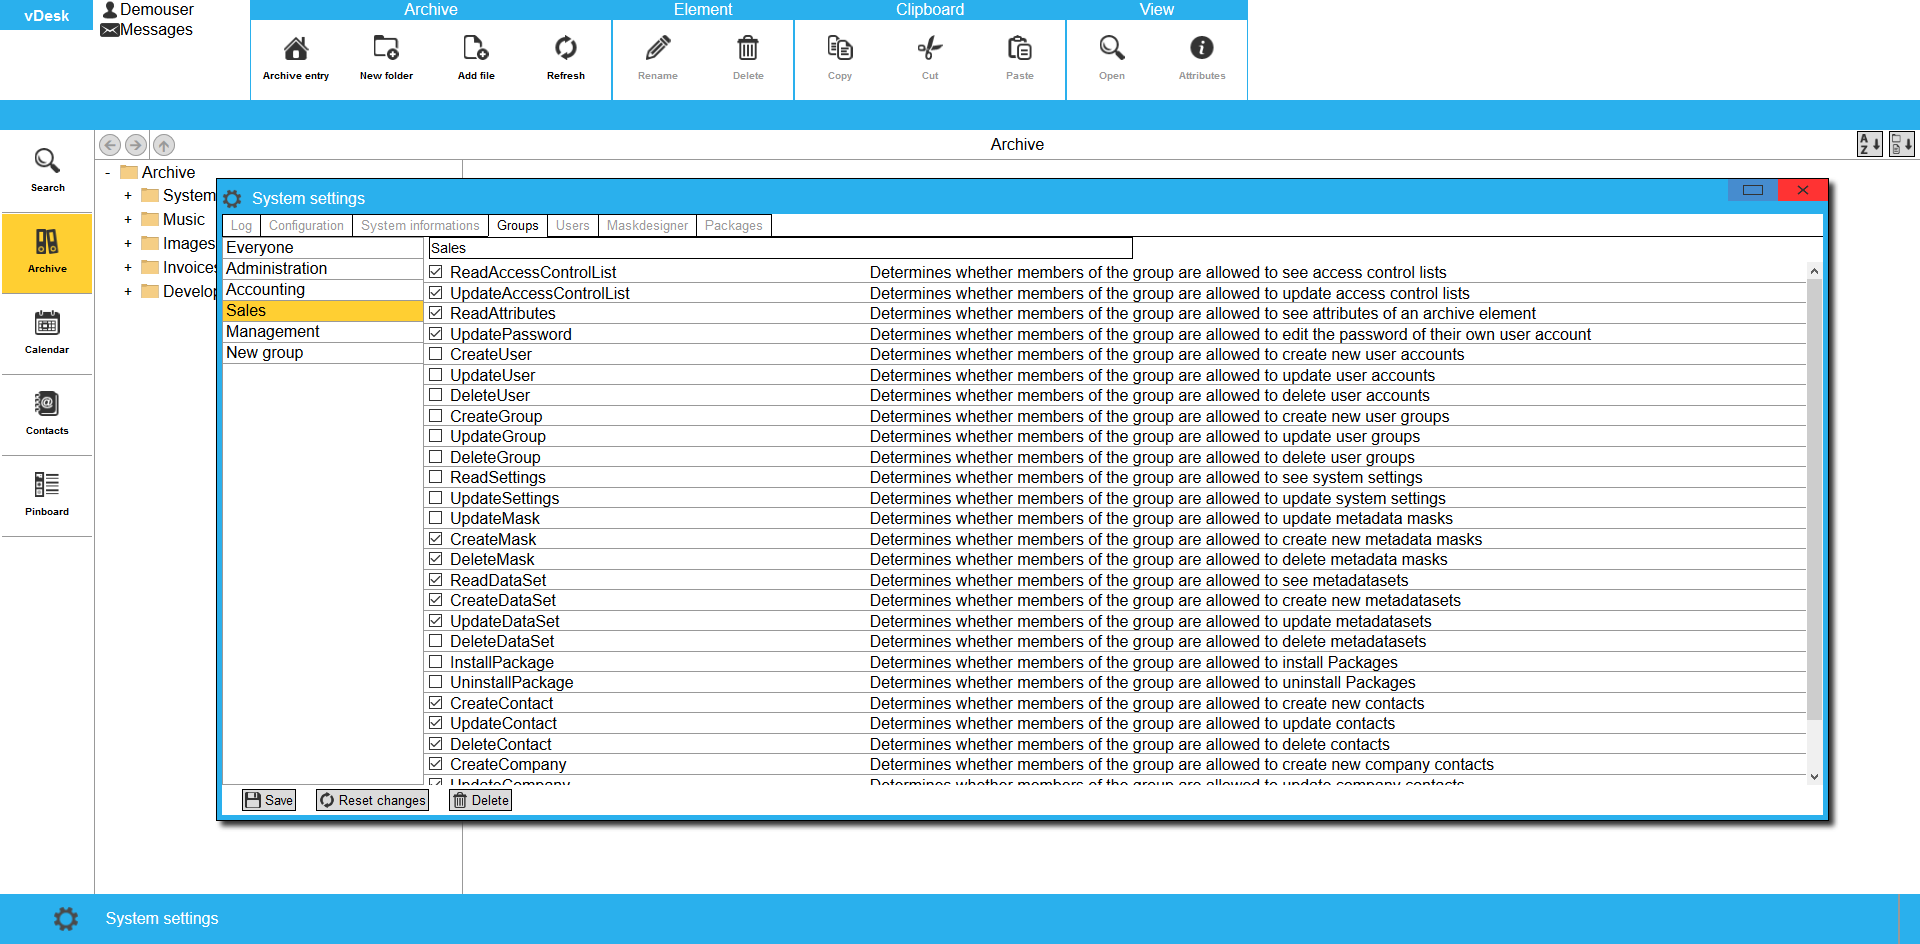 vDesk
Demouser
Messages
Archive
Element
Clipboard
View
Archive entry
New folder
Add file
Refresh
Rename
Delete
Copy
Cut
Paste
Open
Attributes
Archive
Search
Archive
Calendar
Contacts
Pinboard
- Archive
+ System
+ Music
+ Images
+ Invoices
+ Develop
System settings
Log
Configuration
System informations
Groups
Users
Maskdesigner
Packages
Everyone
Administration
Accounting
Sales
Management
New group
Sales
ReadAccessControlList Determines whether members of the group are allowed to see access control lists
UpdateAccessControlList Determines whether members of the group are allowed to update access control lists
ReadAttributes Determines whether members of the group are allowed to see attributes of an archive element
UpdatePassword Determines whether members of the group are allowed to edit the password of their own user account
CreateUser Determines whether members of the group are allowed to create new user accounts
UpdateUser Determines whether members of the group are allowed to update user accounts
DeleteUser Determines whether members of the group are allowed to delete user accounts
CreateGroup Determines whether members of the group are allowed to create new user groups
UpdateGroup Determines whether members of the group are allowed to update user groups
DeleteGroup Determines whether members of the group are allowed to delete user groups
ReadSettings Determines whether members of the group are allowed to see system settings
UpdateSettings Determines whether members of the group are allowed to update system settings
UpdateMask Determines whether members of the group are allowed to update metadata masks
CreateMask Determines whether members of the group are allowed to create new metadata masks
DeleteMask Determines whether members of the group are allowed to delete metadata masks
ReadDataSet Determines whether members of the group are allowed to see metadatasets
CreateDataSet Determines whether members of the group are allowed to create new metadatasets
UpdateDataSet Determines whether members of the group are allowed to update metadatasets
DeleteDataSet Determines whether members of the group are allowed to delete metadatasets
InstallPackage Determines whether members of the group are allowed to install Packages
UninstallPackage Determines whether members of the group are allowed to uninstall Packages
CreateContact Determines whether members of the group are allowed to create new contacts
UpdateContact Determines whether members of the group are allowed to update contacts
DeleteContact Determines whether members of the group are allowed to delete contacts
CreateCompany Determines whether members of the group are allowed to create new company contacts
UpdateCompany Determines whether members of the group are allowed to update company contacts
Save
Reset changes
Delete
System settings